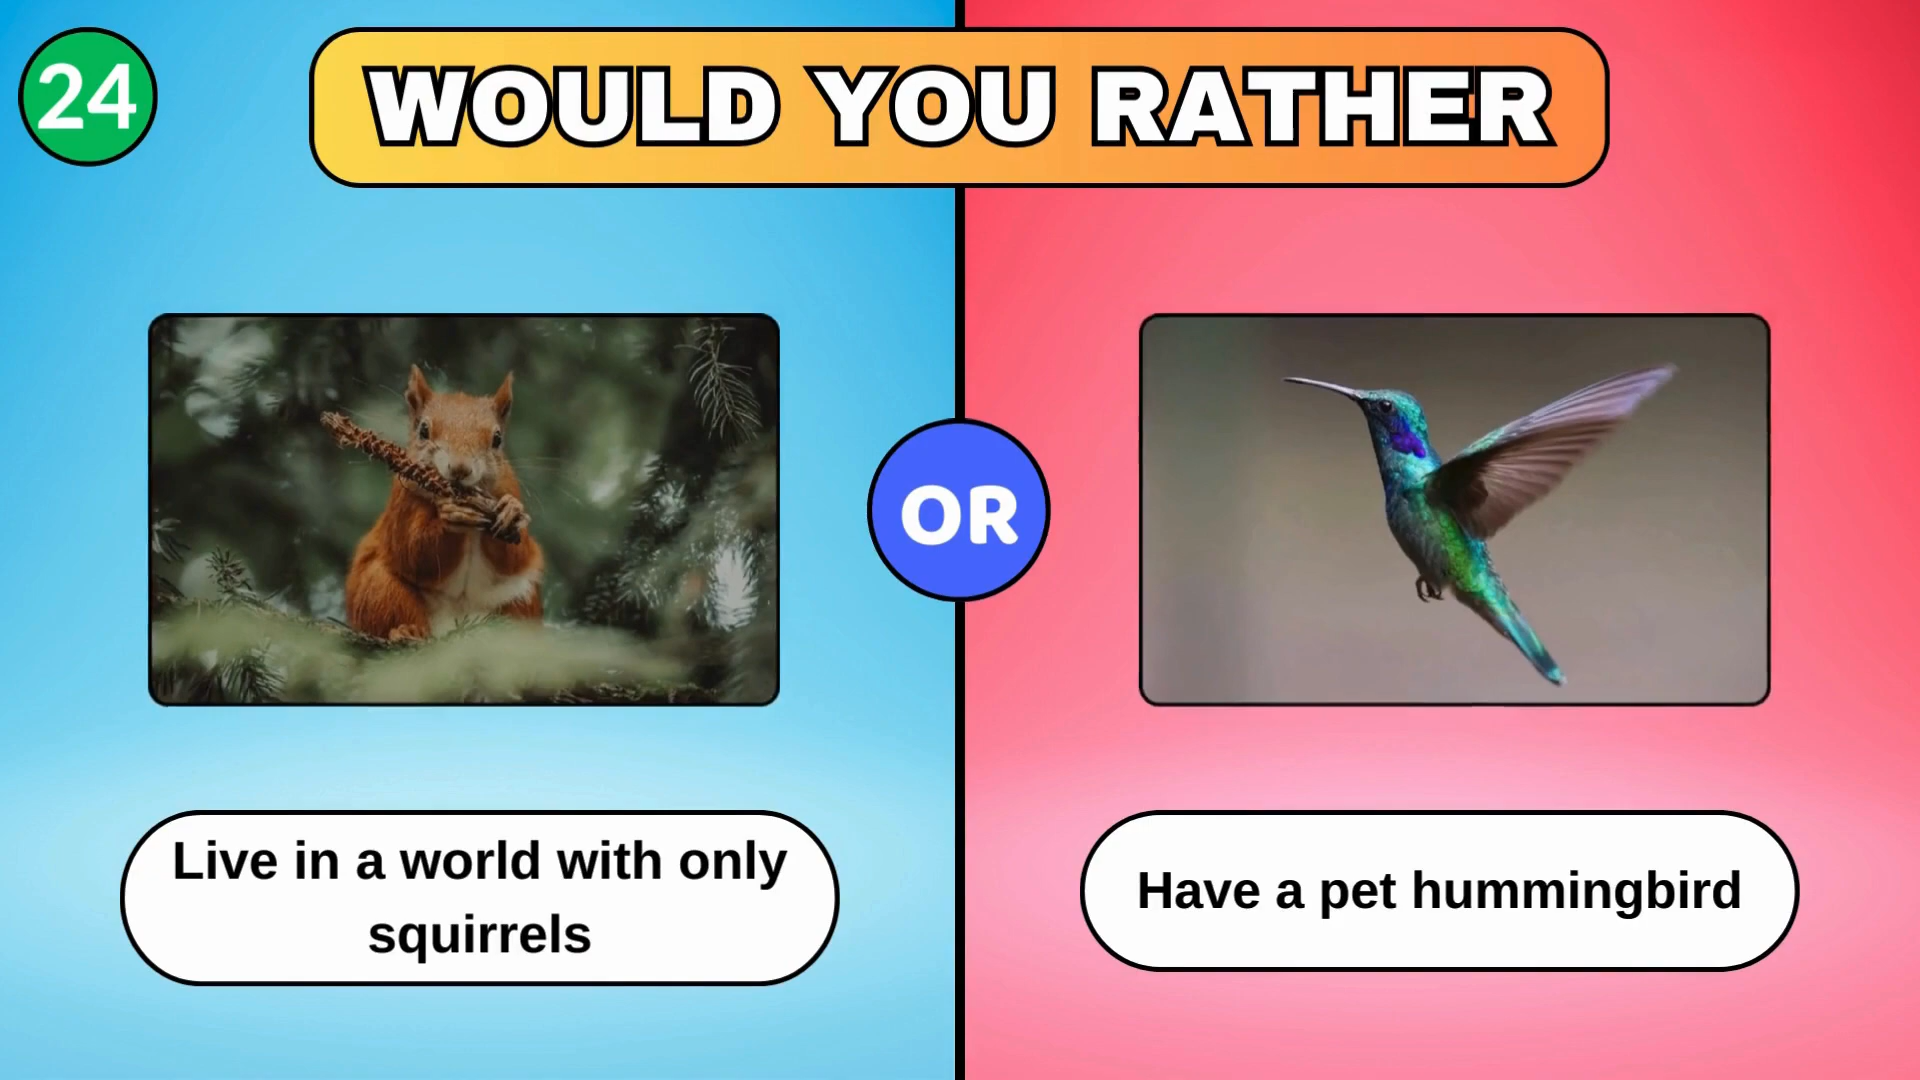 24
WOULD YOU RATHER
OR
Live in a world with only
squirrels
Have a pet hummingbird